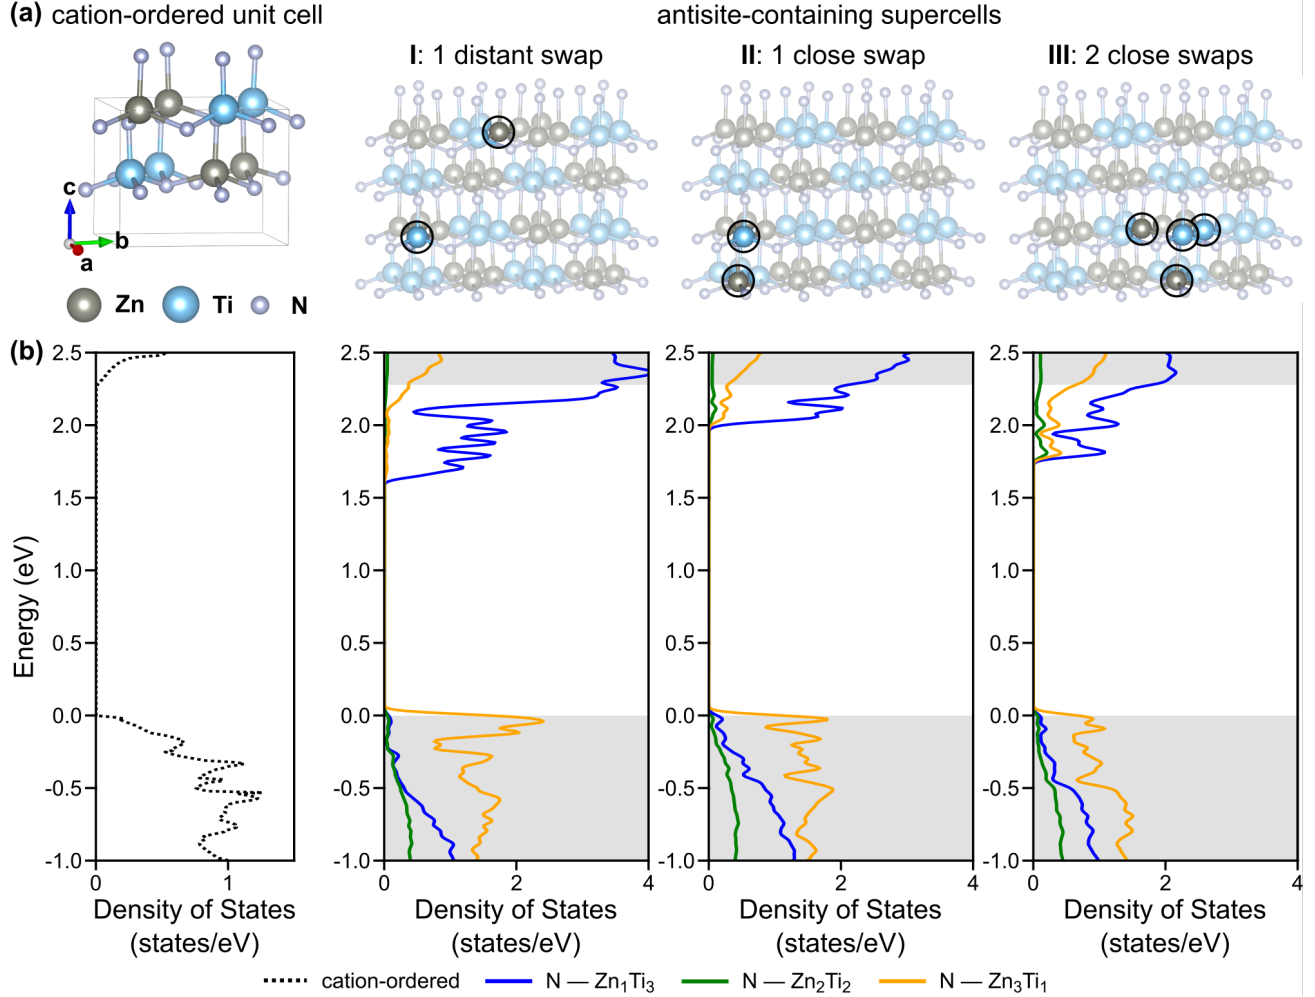 (a) cation-ordered unit cell
antisite-containing supercells
I: 1 distant swap
II: 1 close swap
III: 2 close swaps
c
b
a
Zn
Ti
N
(b)
Energy (eV)
2.5
2.0
1.5
1.0
0.5
0.0
-0.5
-1.0
0 1
Density of States
(states/eV)
2.5
2.0
1.5
1.0
0.5
0.0
-0.5
-1.0
0 2 4
Density of States
(states/eV)
2.5
2.0
1.5
1.0
0.5
0.0
-0.5
-1.0
0 2 4
Density of States
(states/eV)
2.5
2.0
1.5
1.0
0.5
0.0
-0.5
-1.0
0 2 4
Density of States
(states/eV)
cation-ordered N — Zn₁Ti₃ N — Zn₂Ti₂ N — Zn₃Ti₁